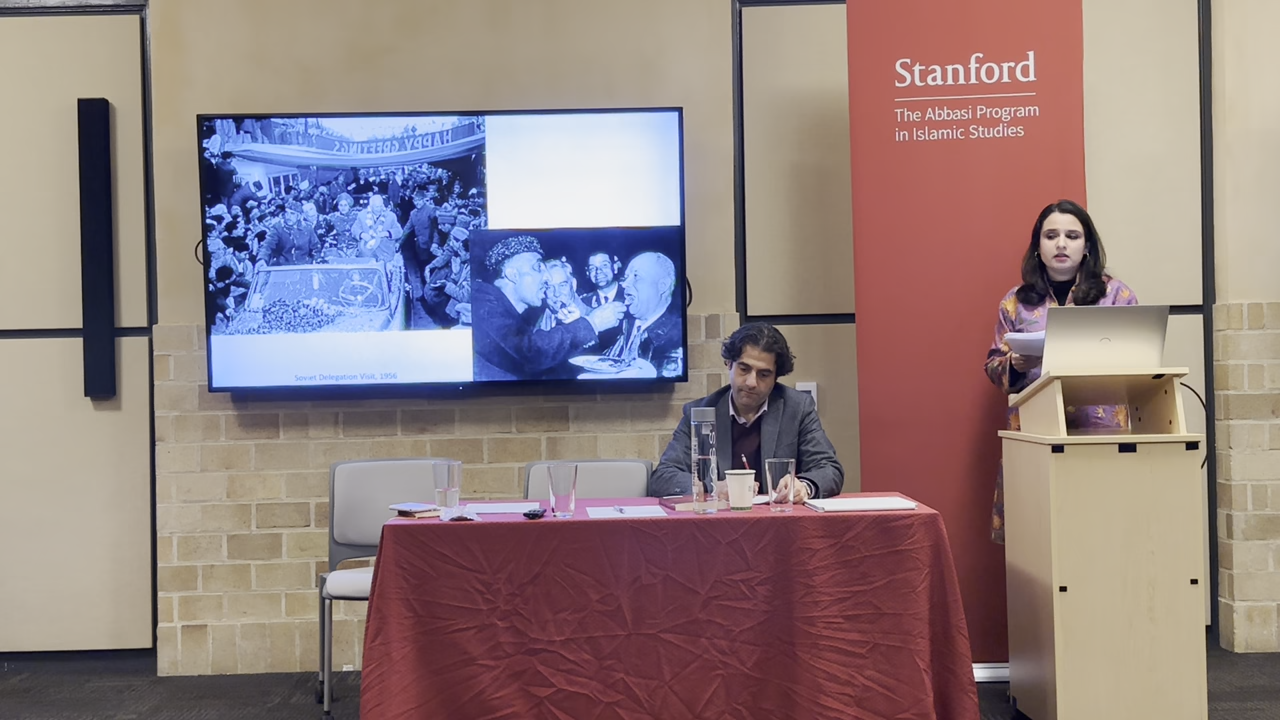 HAPPY GREETINGS
Soviet Delegation Visit, 1956
Stanford
The Abbasi Program
in Islamic Studies